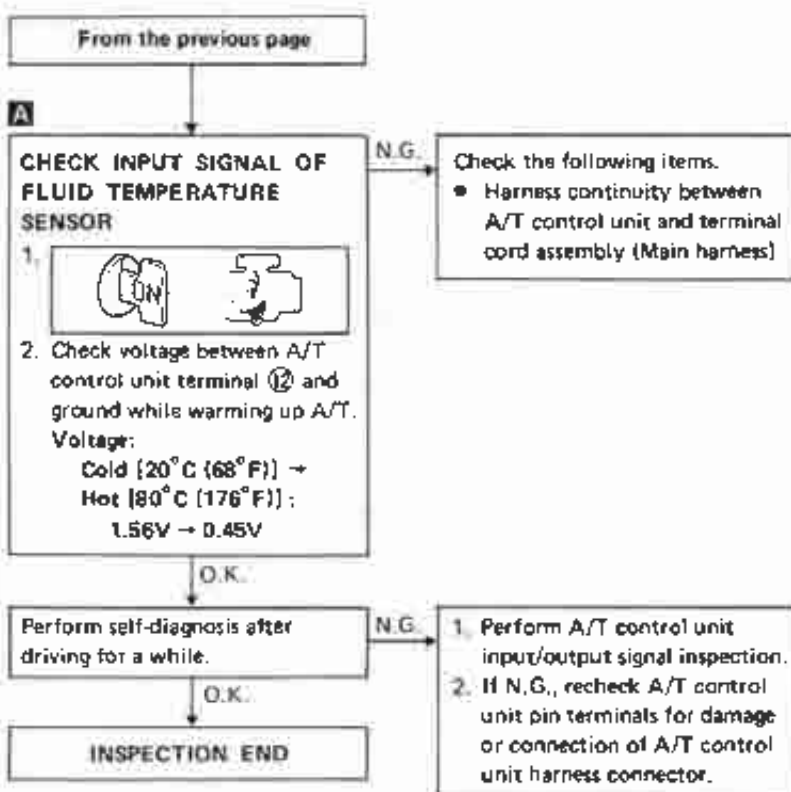 From the previous page
A
CHECK INPUT SIGNAL OF
FLUID TEMPERATURE
SENSOR
1.
N
2. Check voltage between A/T
control unit terminal ⑫ and
ground while warming up A/T.
Voltage:
Cold [20°C (68°F)] →
Hot [80°C (176°F)] :
1.56V → 0.45V
N.G.
Check the following items.
● Harness continuity between
A/T control unit and terminal
cord assembly (Main harness)
O.K.
Perform self-diagnosis after
driving for a while.
N.G.
1. Perform A/T control unit
input/output signal inspection.
2. If N.G., recheck A/T control
unit pin terminals for damage
or connection of A/T control
unit harness connector.
O.K.
INSPECTION END